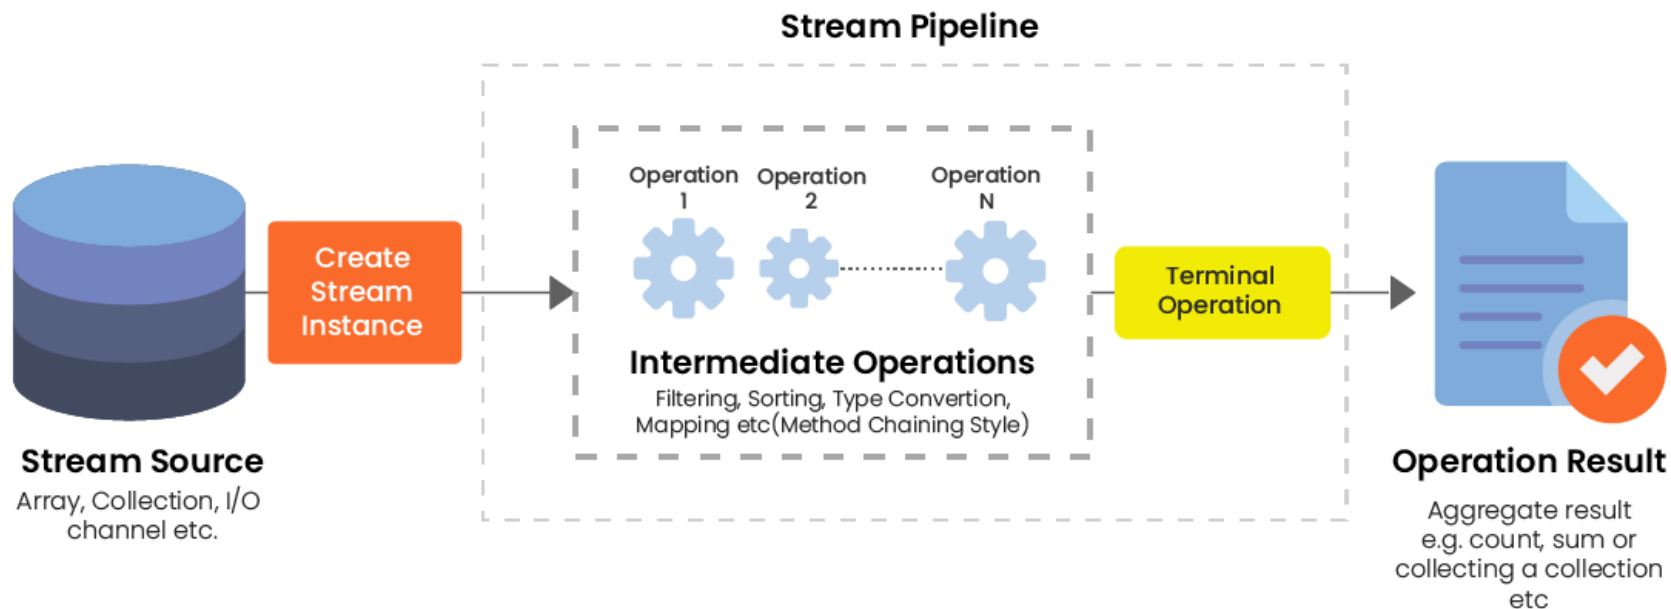 Stream Pipeline
Operation
1
Operation
2
Operation
N
Create
Stream
Instance
Terminal
Operation
Intermediate Operations
Filtering, Sorting, Type Convertion,
Mapping etc(Method Chaining Style)
Stream Source
Array, Collection, I/O
channel etc.
Operation Result
Aggregate result
e.g. count, sum or
collecting a collection
etc